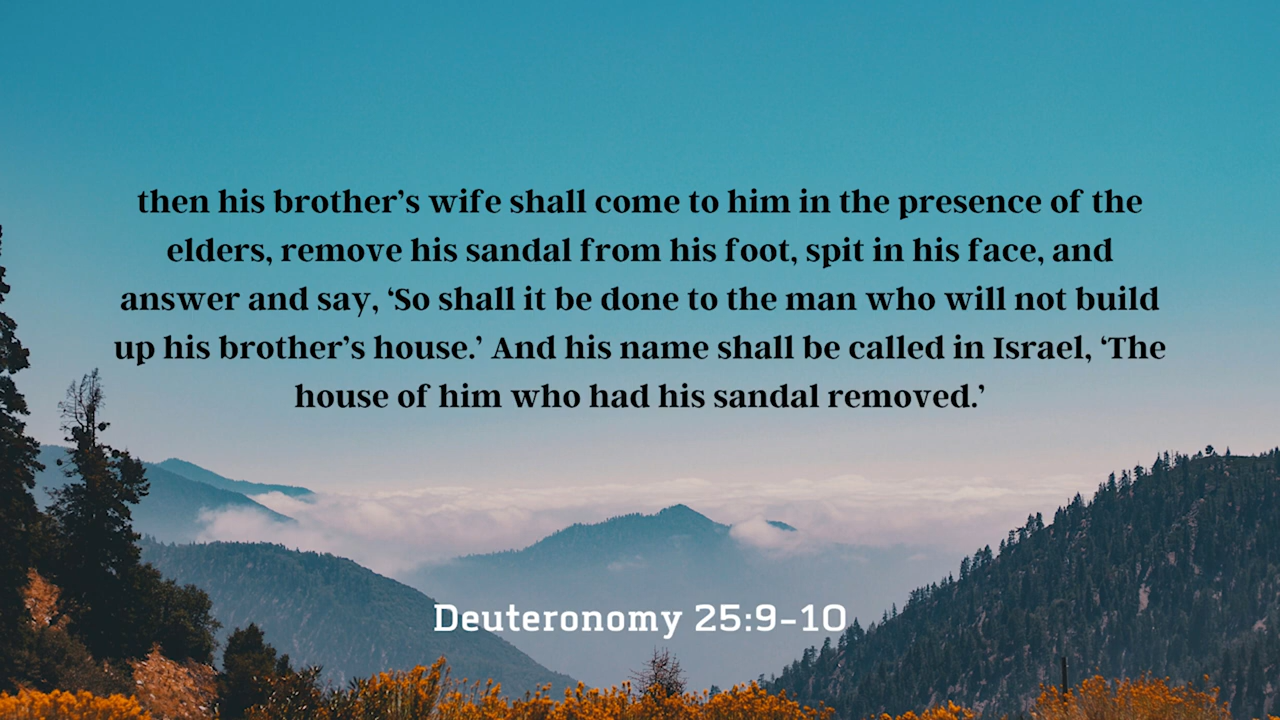 then his brother’s wife shall come to him in the presence of the
elders, remove his sandal from his foot, spit in his face, and
answer and say, ‘So shall it be done to the man who will not build
up his brother’s house.’ And his name shall be called in Israel, ‘The
house of him who had his sandal removed.’
Deuteronomy 25:9-10